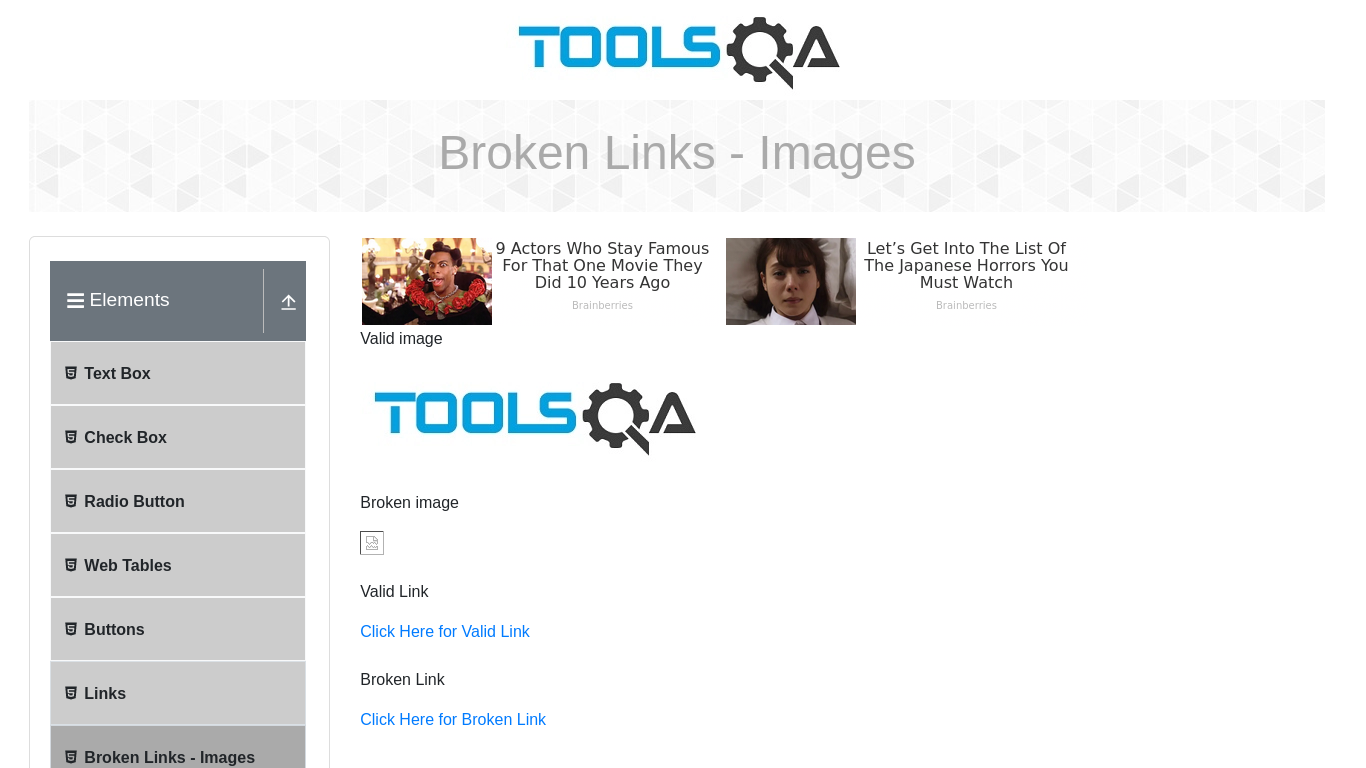 TOOLSQA
Broken Links - Images
Elements
Text Box
Check Box
Radio Button
Web Tables
Buttons
Links
Broken Links - Images
9 Actors Who Stay Famous
For That One Movie They
Did 10 Years Ago
Brainberries
Let’s Get Into The List Of
The Japanese Horrors You
Must Watch
Brainberries
Valid image
TOOLSQA
Broken image
Valid Link
Click Here for Valid Link
Broken Link
Click Here for Broken Link